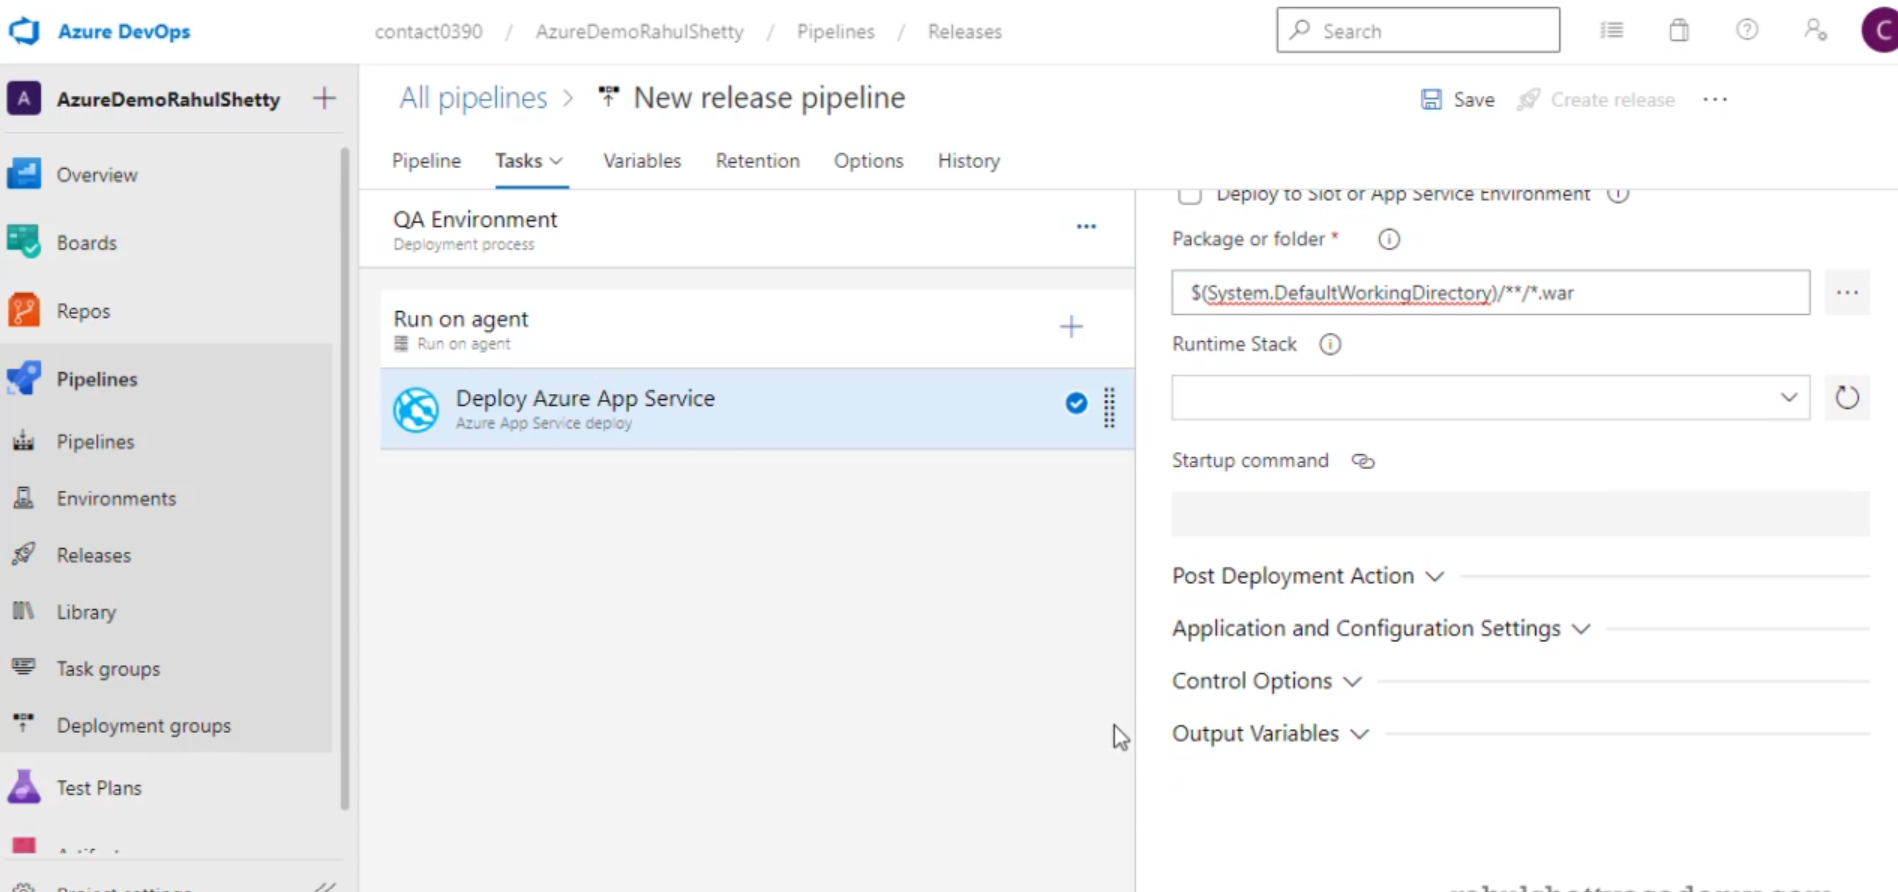 Azure DevOps
contact0390 / AzureDemoRahulShetty / Pipelines / Releases
Search
C
A AzureDemoRahulShetty
All pipelines > New release pipeline
Save
Create release
Pipeline Tasks Variables Retention Options History
Overview
Boards
Repos
Pipelines
Pipelines
Environments
Releases
Library
Task groups
Deployment groups
Test Plans
QA Environment
Deployment process
Run on agent
Run on agent
Deploy Azure App Service
Azure App Service deploy
Deploy to Slot or App Service Environment
Package or folder *
$(System.DefaultWorkingDirectory)/**/*.war
Runtime Stack
Startup command
Post Deployment Action
Application and Configuration Settings
Control Options
Output Variables